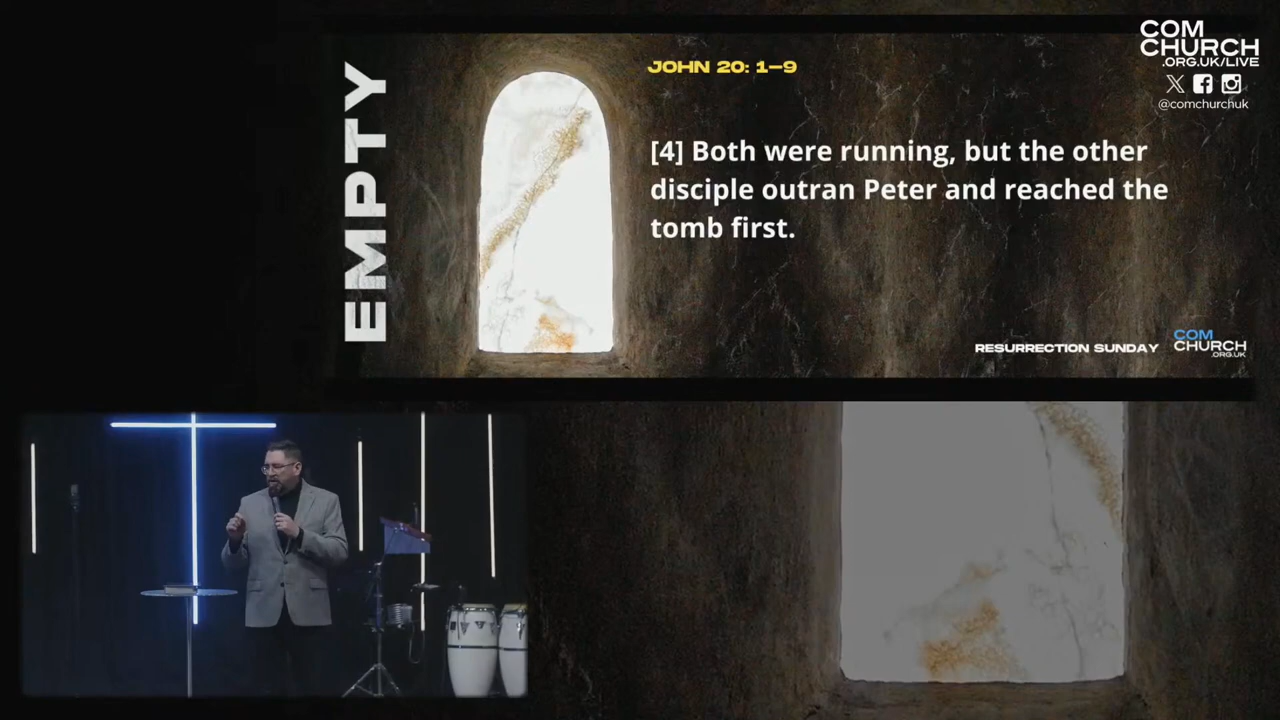 EMPTY
JOHN 20: 1–9
[4] Both were running, but the other
disciple outran Peter and reached the
tomb first.
RESURRECTION SUNDAY
COM
CHURCH
.ORG.UK
COM
CHURCH
.ORG.UK/LIVE
@comchurchuk